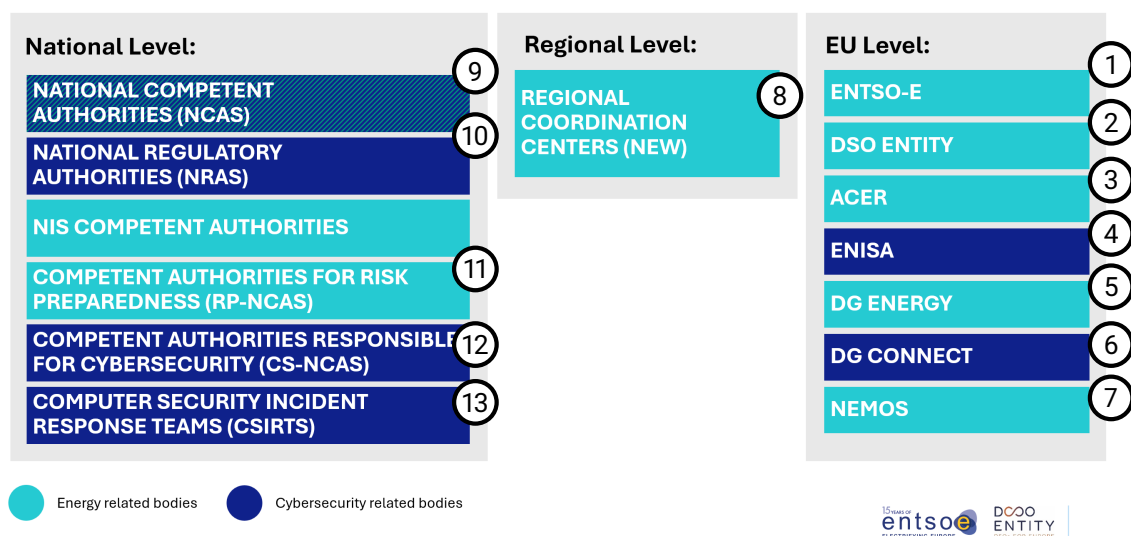 National Level:
NATIONAL COMPETENT
AUTHORITIES (NCAS)
9
NATIONAL REGULATORY
AUTHORITIES (NRAS)
10
NIS COMPETENT AUTHORITIES
COMPETENT AUTHORITIES FOR RISK
PREPAREDNESS (RP-NCAS)
11
COMPETENT AUTHORITIES RESPONSIBLE
FOR CYBERSECURITY (CS-NCAS)
12
COMPUTER SECURITY INCIDENT
RESPONSE TEAMS (CSIRTS)
13
Regional Level:
REGIONAL
COORDINATION
CENTERS (NEW)
8
EU Level:
1
ENTSO-E
2
DSO ENTITY
3
ACER
4
ENISA
5
DG ENERGY
6
DG CONNECT
7
NEMOS
Energy related bodies
Cybersecurity related bodies
15 YEARS OF
entsoe
DSO
ENTITY